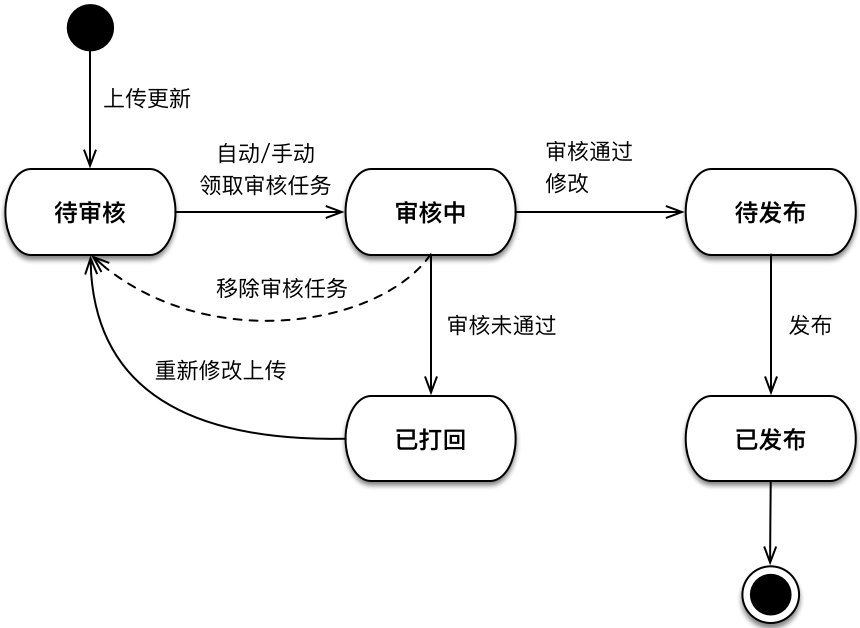 上传更新
自动/手动
领取审核任务
审核通过
修改
待审核
审核中
待发布
移除审核任务
审核未通过
发布
重新修改上传
已打回
已发布